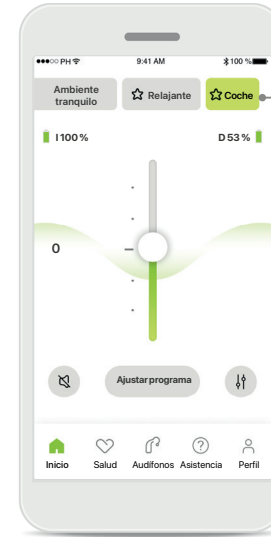 PH 9:41 AM 100 %
Ambiente
tranquilo
Relajante
Coche
I 100 % D 53 %
0
Ajustar programa
Inicio Salud Audífonos Asistencia Perfil